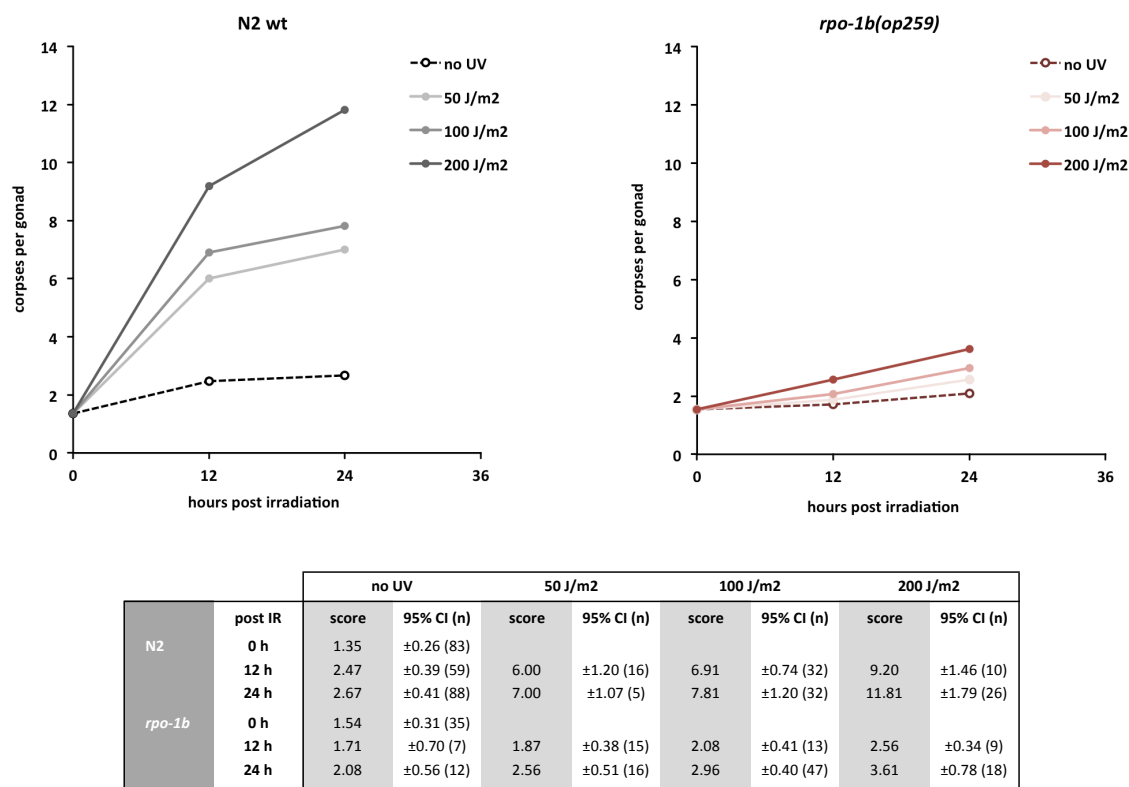 N2 wt
14
12
10
8
6
4
2
0
0 12 24 36
corpses per gonad
hours post irradiation
no UV
50 J/m2
100 J/m2
200 J/m2
rpo-1b(op259)
14
12
10
8
6
4
2
0
0 12 24 36
corpses per gonad
hours post irradiation
no UV
50 J/m2
100 J/m2
200 J/m2
no UV 50 J/m2 100 J/m2 200 J/m2
post IR score 95% CI (n) score 95% CI (n) score 95% CI (n) score 95% CI (n)
N2 0 h 1.35 ±0.26 (83)
12 h 2.47 ±0.39 (59) 6.00 ±1.20 (16) 6.91 ±0.74 (32) 9.20 ±1.46 (10)
24 h 2.67 ±0.41 (88) 7.00 ±1.07 (5) 7.81 ±1.20 (32) 11.81 ±1.79 (26)
rpo-1b 0 h 1.54 ±0.31 (35)
12 h 1.71 ±0.70 (7) 1.87 ±0.38 (15) 2.08 ±0.41 (13) 2.56 ±0.34 (9)
24 h 2.08 ±0.56 (12) 2.56 ±0.51 (16) 2.96 ±0.40 (47) 3.61 ±0.78 (18)